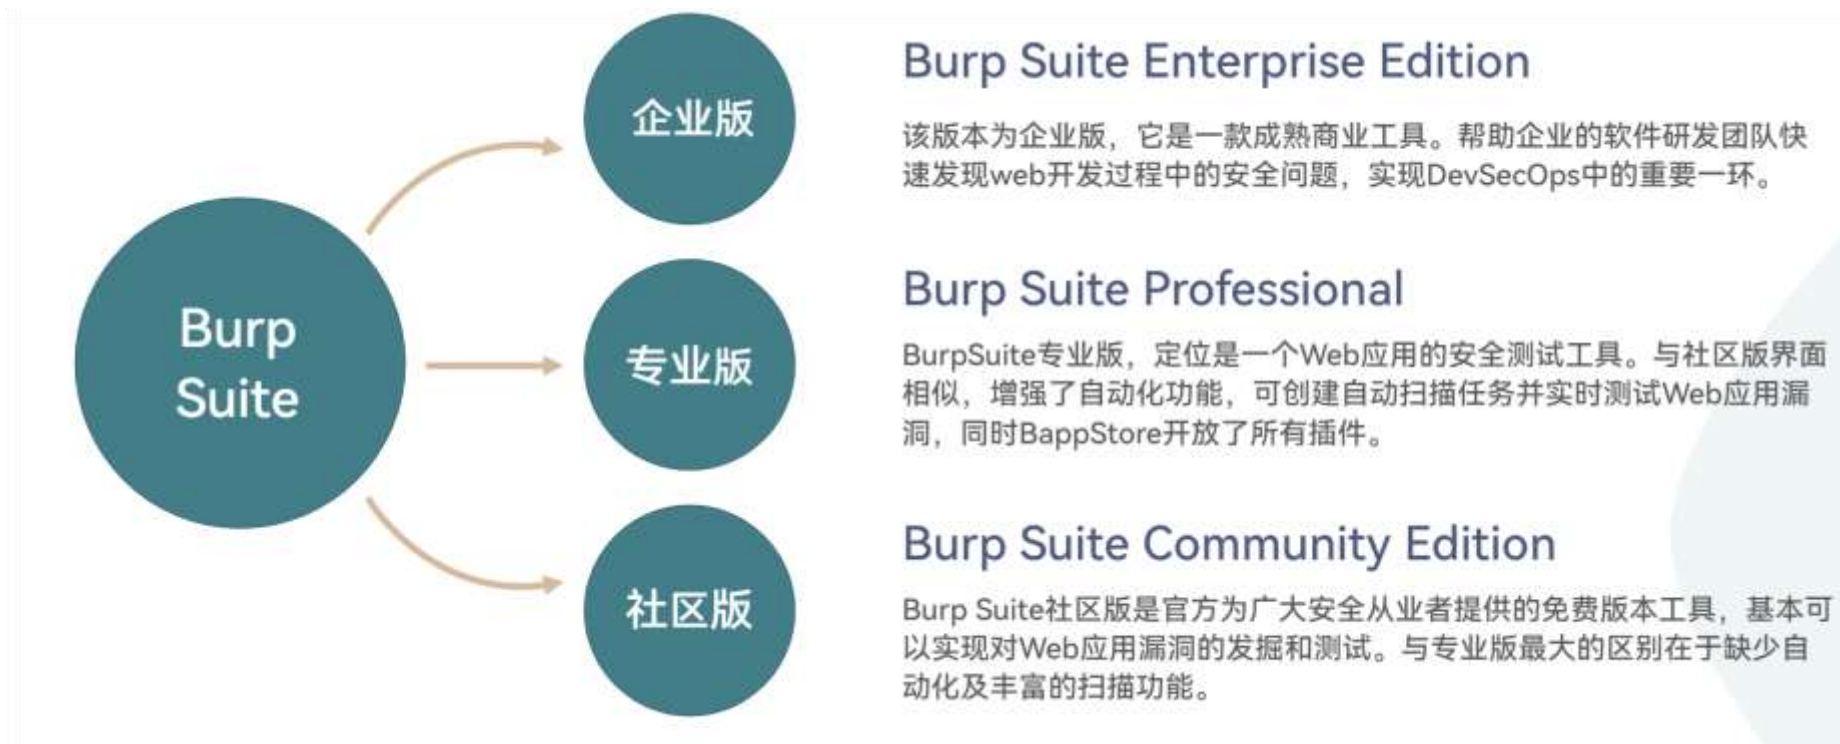 Burp
Suite
企业版
专业版
社区版
Burp Suite Enterprise Edition
该版本为企业版，它是一款成熟商业工具。帮助企业的软件研发团队快
速发现web开发过程中的安全问题，实现DevSecOps中的重要一环。
Burp Suite Professional
BurpSuite专业版，定位是一个Web应用的安全测试工具。与社区版界面
相似，增强了自动化功能，可创建自动扫描任务并实时测试Web应用漏
洞，同时BappStore开放了所有插件。
Burp Suite Community Edition
Burp Suite社区版是官方为广大安全从业者提供的免费版本工具，基本可
以实现对Web应用漏洞的发掘和测试。与专业版最大的区别在于缺少自
动化及丰富的扫描功能。